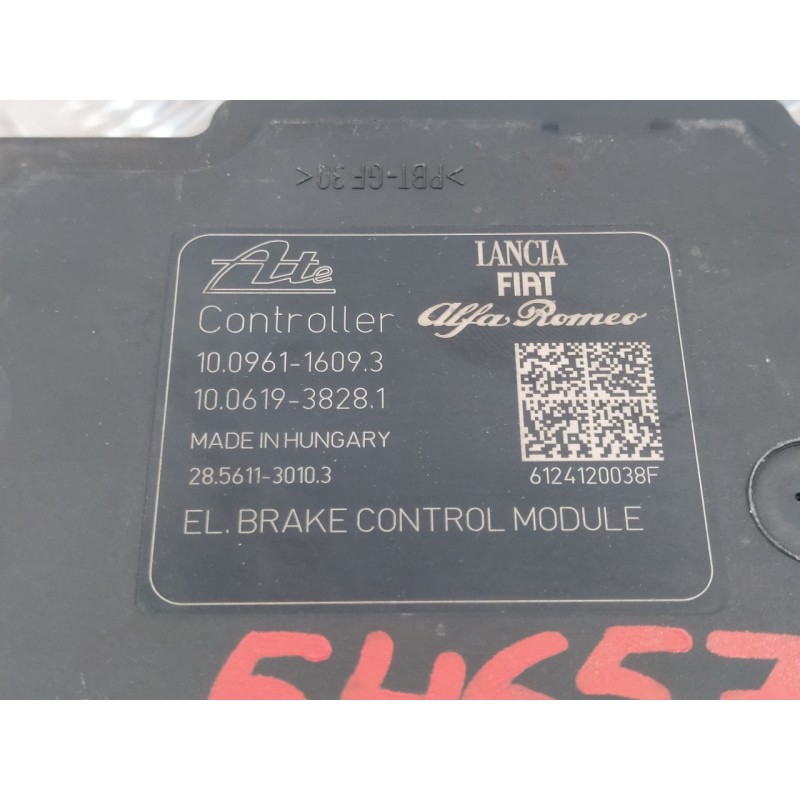 >PBT-GF30<
Ate
LANCIA
FIAT
Alfa Romeo
Controller
10.0961-1609.3
10.0619-3828.1
MADE IN HUNGARY
28.5611-3010.3
6124120038F
EL. BRAKE CONTROL MODULE
54657